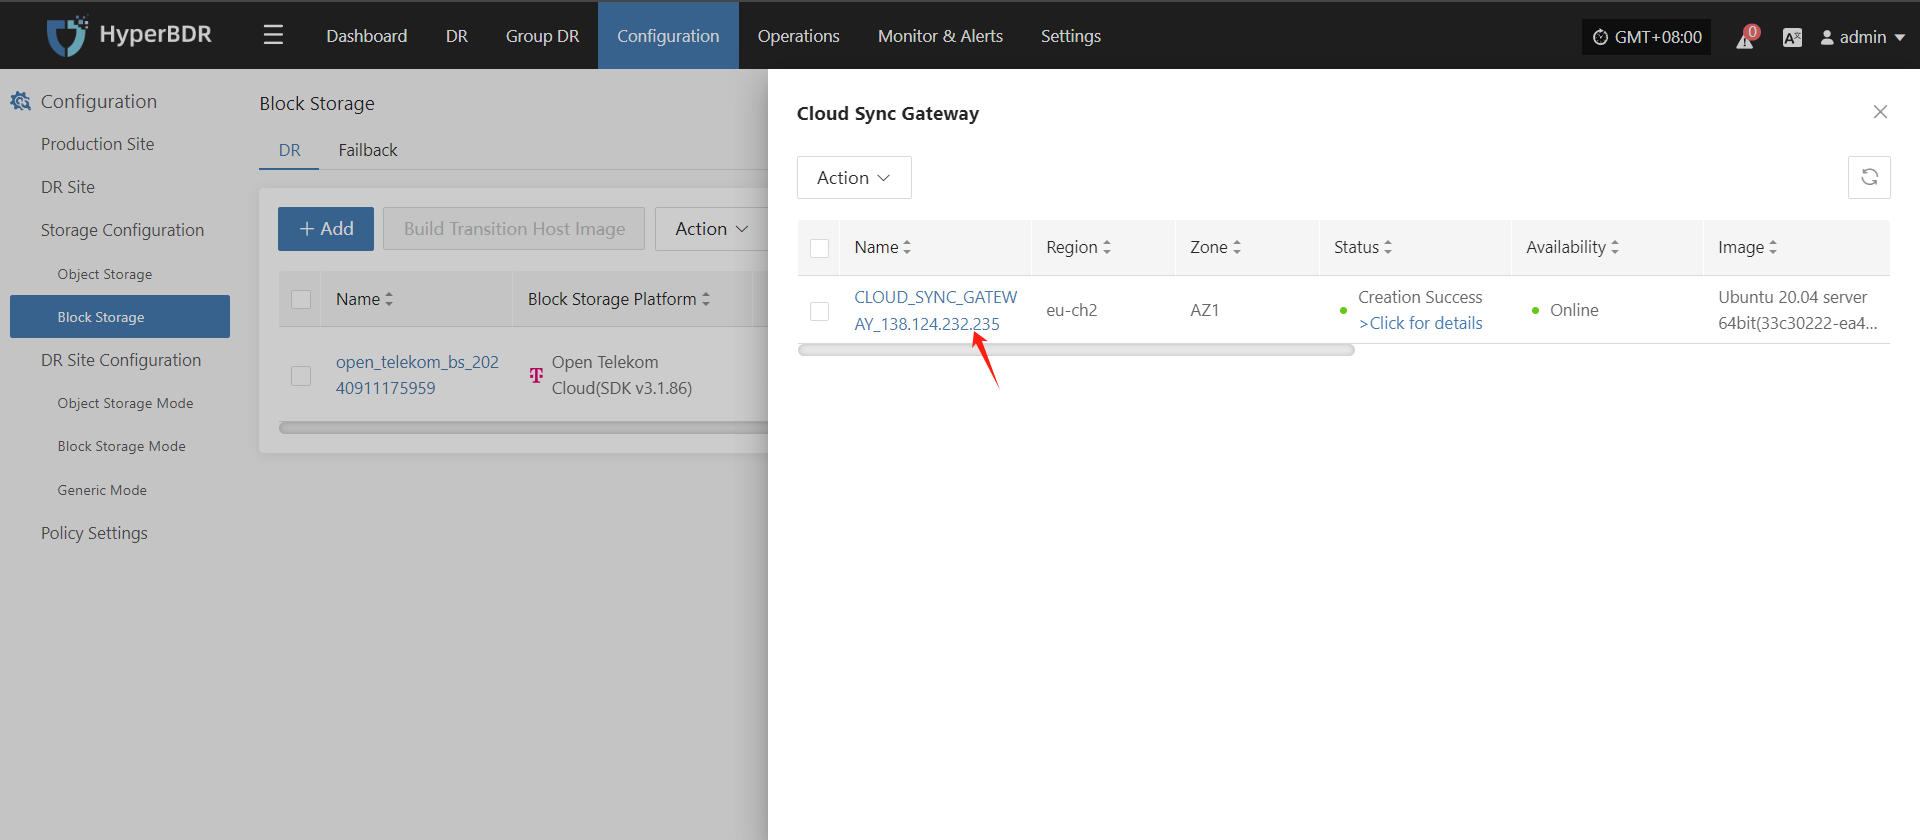 HyperBDR
Dashboard
DR
Group DR
Configuration
Operations
Monitor & Alerts
Settings
GMT+08:00
0
admin
Configuration
Production Site
DR Site
Storage Configuration
Object Storage
Block Storage
DR Site Configuration
Object Storage Mode
Block Storage Mode
Generic Mode
Policy Settings
Block Storage
DR
Failback
+ Add
Build Transition Host Image
Action
Name
Block Storage Platform
open_telekom_bs_202
40911175959
Open Telekom
Cloud(SDK v3.1.86)
Cloud Sync Gateway
Action
Name
Region
Zone
Status
Availability
Image
CLOUD_SYNC_GATEW
AY_138.124.232.235
eu-ch2
AZ1
Creation Success
>Click for details
Online
Ubuntu 20.04 server
64bit(33c30222-ea4...